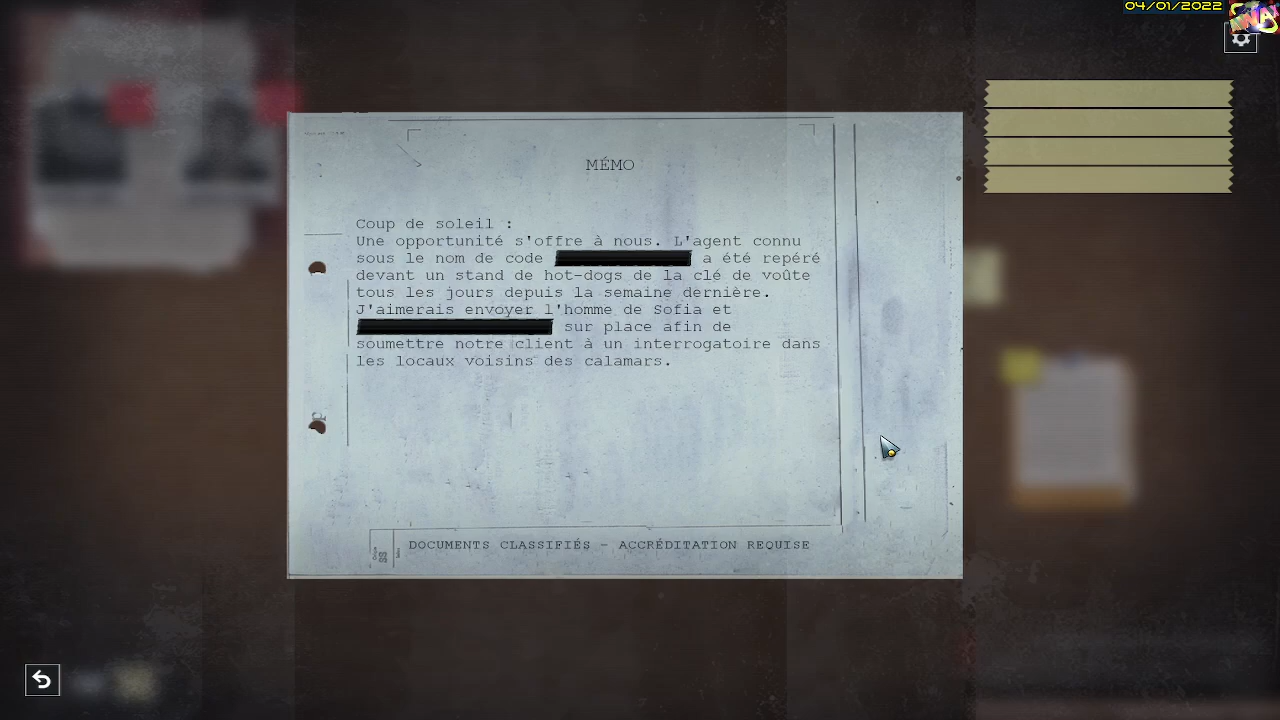 04/01/2022
MÉMO
Coup de soleil :
Une opportunité s'offre à nous. L'agent connu
sous le nom de code a été repéré
devant un stand de hot-dogs de la clé de voûte
tous les jours depuis la semaine dernière.
J'aimerais envoyer l'homme de Sofia et
sur place afin de
soumettre notre client à un interrogatoire dans
les locaux voisins des calamars.
DOCUMENTS CLASSIFIÉS - ACCRÉDITATION REQUISE